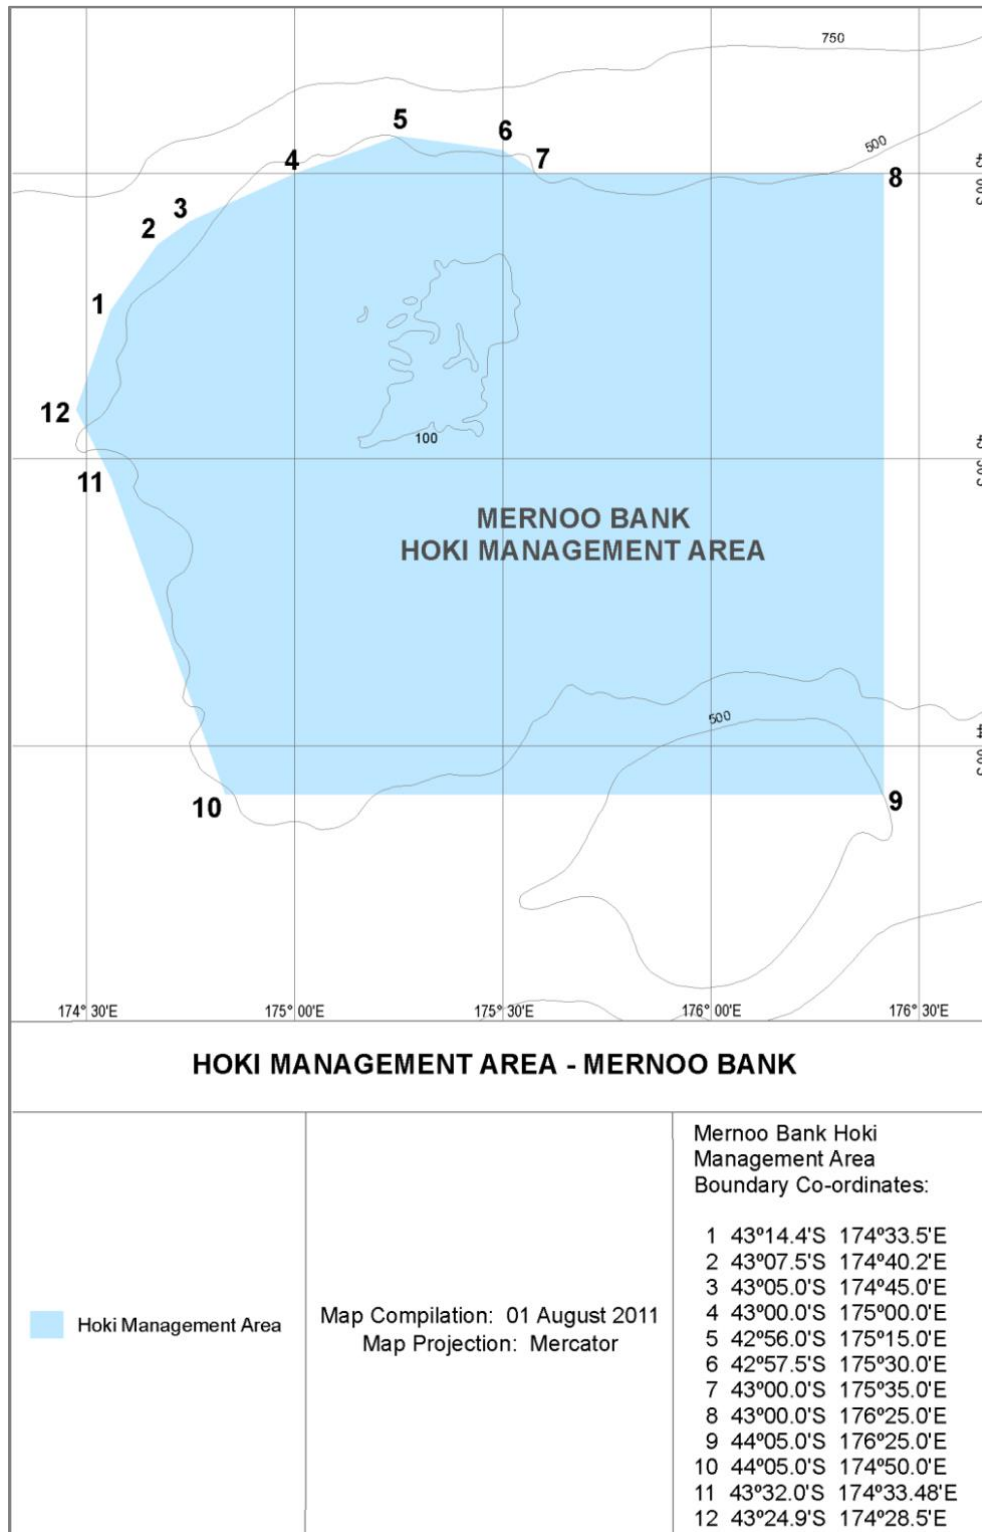 750
5
6
500
4
7
8
3
2
1
12
100
11
MERNOO BANK
HOKI MANAGEMENT AREA
500
10
9
174° 30'E
175° 00'E
175° 30'E
176° 00'E
176° 30'E
HOKI MANAGEMENT AREA - MERNOO BANK
Hoki Management Area
Map Compilation: 01 August 2011
Map Projection: Mercator
Mernoo Bank Hoki
Management Area
Boundary Co-ordinates:
1 43º14.4'S 174º33.5'E
2 43º07.5'S 174º40.2'E
3 43º05.0'S 174º45.0'E
4 43º00.0'S 175º00.0'E
5 42º56.0'S 175º15.0'E
6 42º57.5'S 175º30.0'E
7 43º00.0'S 175º35.0'E
8 43º00.0'S 176º25.0'E
9 44º05.0'S 176º25.0'E
10 44º05.0'S 174º50.0'E
11 43º32.0'S 174º33.48'E
12 43º24.9'S 174º28.5'E